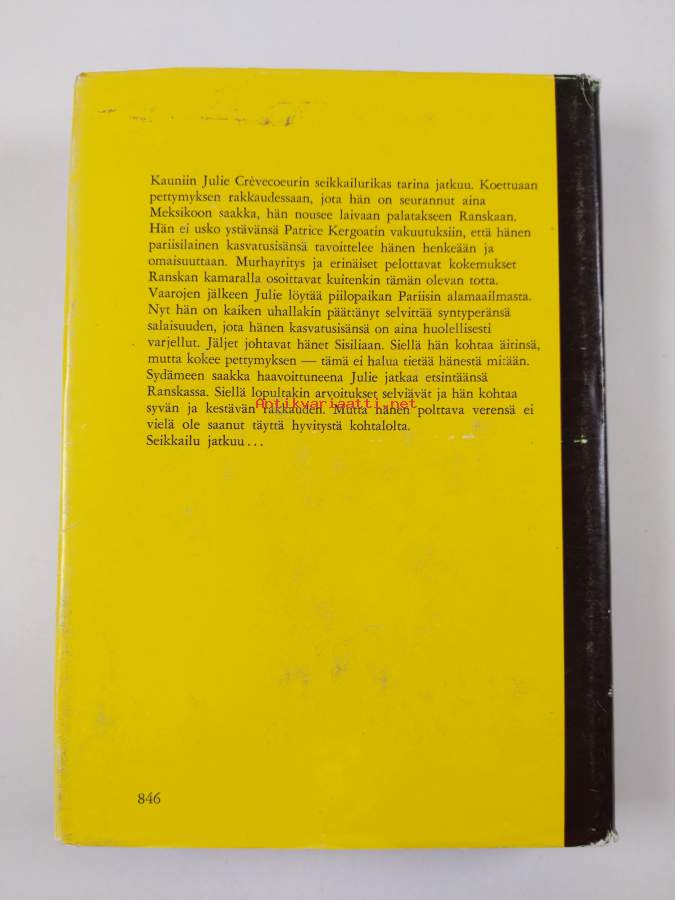 Kauniin Julie Crèvecoeurin seikkailurikas tarina jatkuu. Koettuaan
pettymyksen rakkaudessaan, jota hän on seurannut aina
Meksikoon saakka, hän nousee laivaan palatakseen Ranskaan.
Hän ei usko ystävänsä Patrice Kergoatin vakuutuksiin, että hänen
pariisilainen kasvatusisänsä tavoittelee hänen henkeään ja
omaisuuttaan. Murhayritys ja erinäiset pelottavat kokemukset
Ranskan kamaralla osoittavat kuitenkin tämän olevan totta.
Vaarojen jälkeen Julie löytää piilopaikan Pariisin alamaailmasta.
Nyt hän on kaiken uhallakin päättänyt selvittää syntyperänsä
salaisuuden, jota hänen kasvatusisänsä on aina huolellisesti
varjellut. Jäljet johtavat hänet Sisiliaan. Siellä hän kohtaa äitinsä,
mutta kokee pettymyksen — tämä ei halua tietää hänestä mi:ään.
Sydämeen saakka haavoittuneena Julie jatkaa etsintäänsä
Ranskassa. Siellä lopultakin arvoitukset selviävät ja hän kohtaa
Antikvariaatti.net
syvän ja kestävän rakkauden. Mutta hänen polttava verensä ei
vielä ole saanut täyttä hyvitystä kohtalolta.
Seikkailu jatkuu...
846